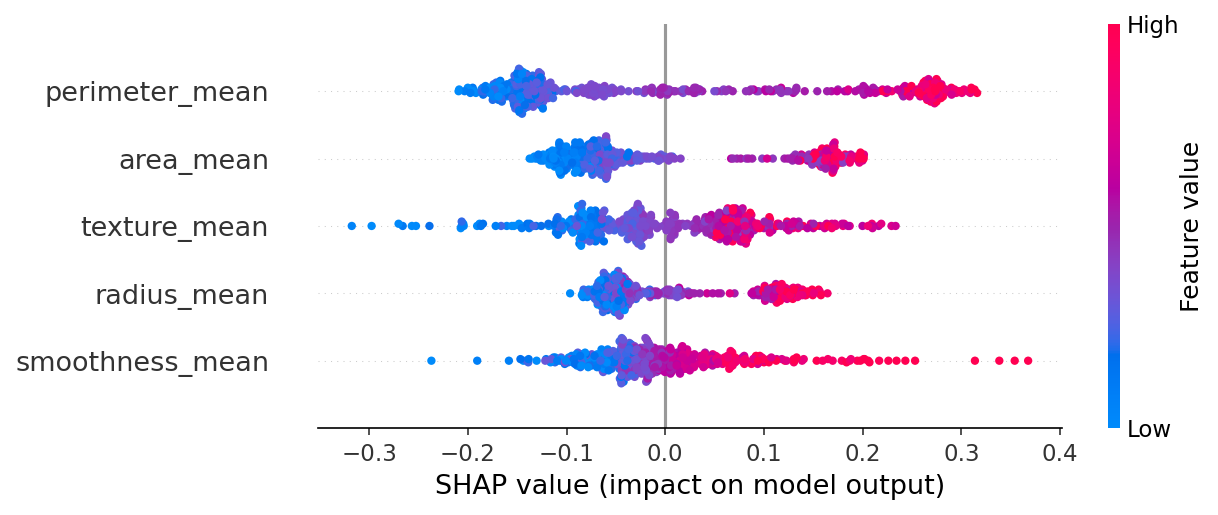 High
perimeter_mean
area_mean
texture_mean
radius_mean
smoothness_mean
Feature value
Low
−0.3 −0.2 −0.1 0.0 0.1 0.2 0.3 0.4
SHAP value (impact on model output)